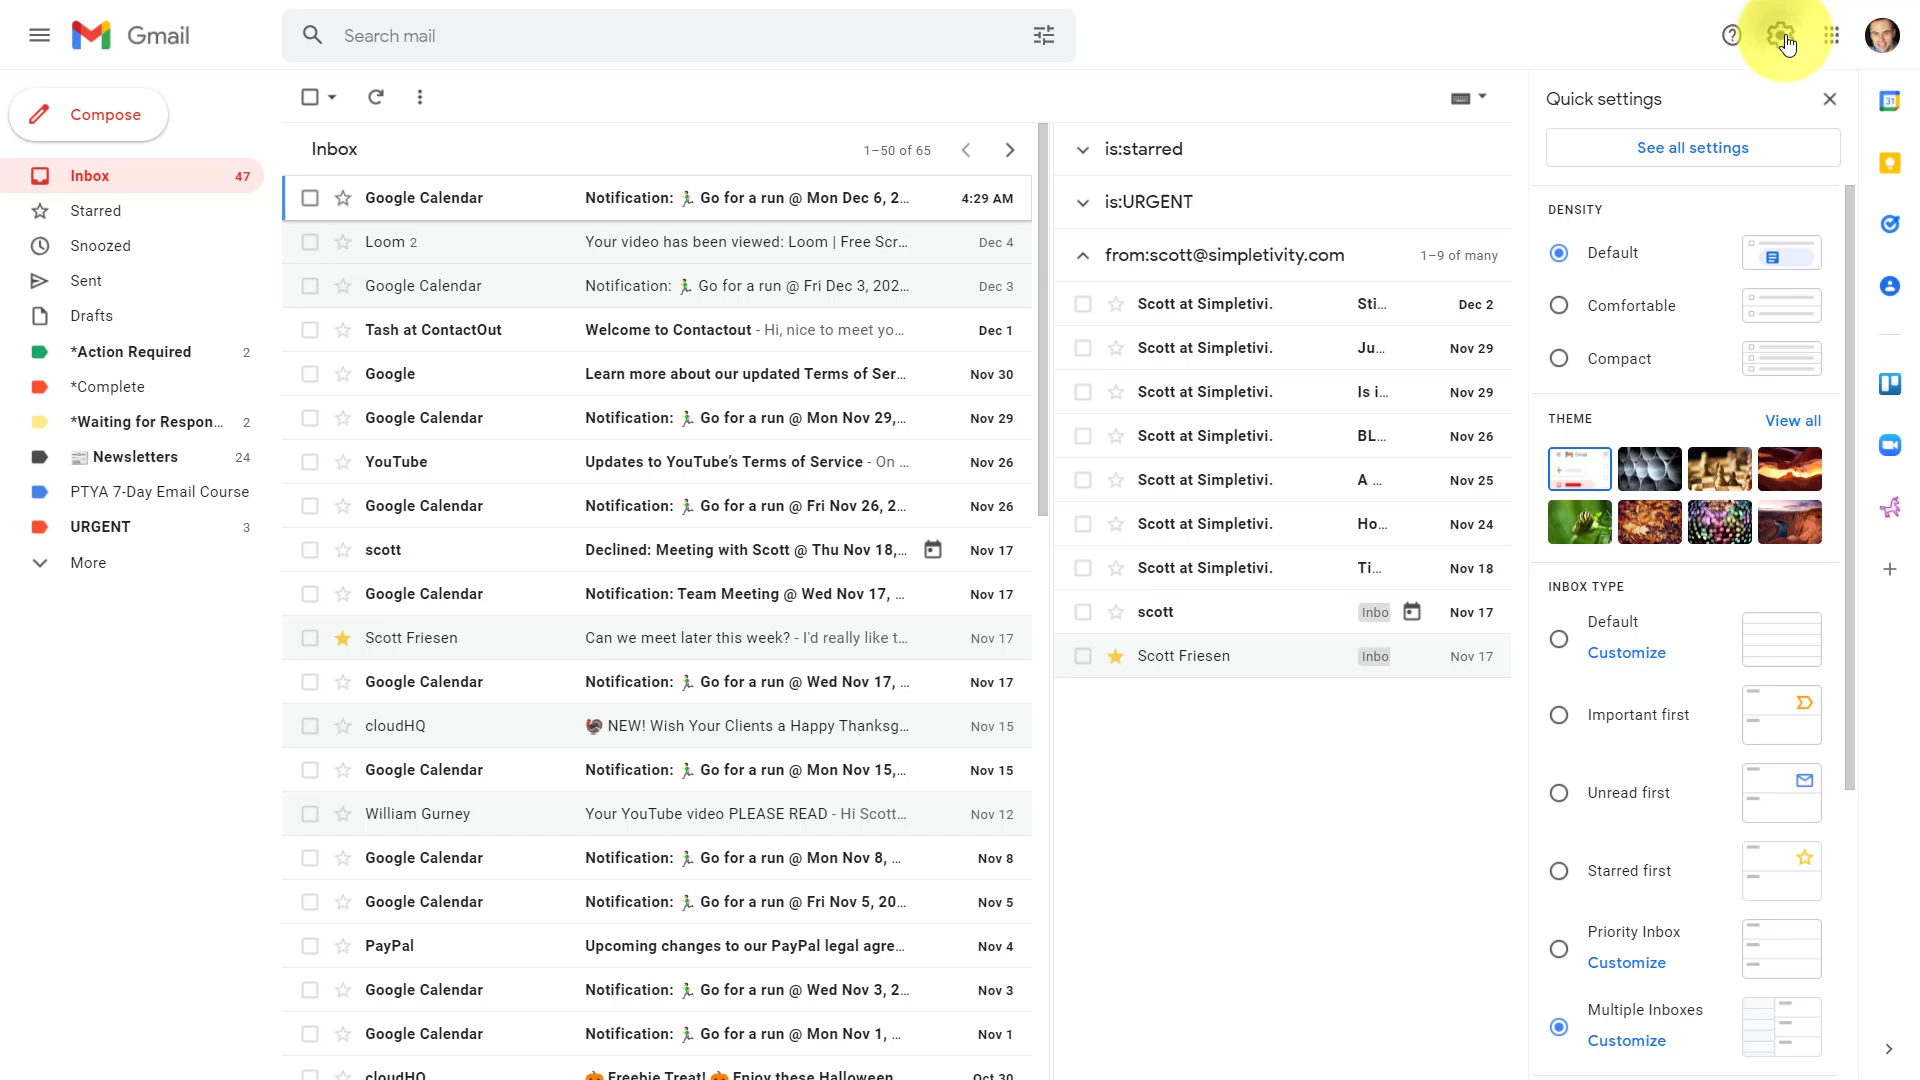 Gmail
Search mail
Compose
Inbox 47
Starred
Snoozed
Sent
Drafts
*Action Required 2
*Complete
*Waiting for Respon... 2
📰 Newsletters 24
PTYA 7-Day Email Course
URGENT 3
More
Inbox 1–50 of 65
Google Calendar Notification: 🏃‍♂️ Go for a run @ Mon Dec 6, 2... 4:29 AM
Loom 2 Your video has been viewed: Loom | Free Scr... Dec 4
Google Calendar Notification: 🏃‍♂️ Go for a run @ Fri Dec 3, 202... Dec 3
Tash at ContactOut Welcome to Contactout - Hi, nice to meet yo... Dec 1
Google Learn more about our updated Terms of Ser... Nov 30
Google Calendar Notification: 🏃‍♂️ Go for a run @ Mon Nov 29,... Nov 29
YouTube Updates to YouTube's Terms of Service - On ... Nov 26
Google Calendar Notification: 🏃‍♂️ Go for a run @ Fri Nov 26, 2... Nov 26
scott Declined: Meeting with Scott @ Thu Nov 18,... Nov 17
Google Calendar Notification: Team Meeting @ Wed Nov 17, ... Nov 17
Scott Friesen Can we meet later this week? - I'd really like t... Nov 17
Google Calendar Notification: 🏃‍♂️ Go for a run @ Wed Nov 17, ... Nov 17
cloudHQ 🦃 NEW! Wish Your Clients a Happy Thanksg... Nov 15
Google Calendar Notification: 🏃‍♂️ Go for a run @ Mon Nov 15,... Nov 15
William Gurney Your YouTube video PLEASE READ - Hi Scott... Nov 12
Google Calendar Notification: 🏃‍♂️ Go for a run @ Mon Nov 8, ... Nov 8
Google Calendar Notification: 🏃‍♂️ Go for a run @ Fri Nov 5, 20... Nov 5
PayPal Upcoming changes to our PayPal legal agre... Nov 4
Google Calendar Notification: 🏃‍♂️ Go for a run @ Wed Nov 3, 2... Nov 3
Google Calendar Notification: 🏃‍♂️ Go for a run @ Mon Nov 1, ... Nov 1
cloudHQ 🎃 Freebie Treat! 🎃 Enjoy these Halloween Oct 30
is:starred
is:URGENT
from:scott@simpletivity.com 1–9 of many
Scott at Simpletivi. Sti... Dec 2
Scott at Simpletivi. Ju... Nov 29
Scott at Simpletivi. Is i... Nov 29
Scott at Simpletivi. BL... Nov 26
Scott at Simpletivi. A ... Nov 25
Scott at Simpletivi. Ho... Nov 24
Scott at Simpletivi. Ti... Nov 18
scott Inbo Nov 17
Scott Friesen Inbo Nov 17
Quick settings
See all settings
DENSITY
Default
Comfortable
Compact
THEME View all
Gmail
INBOX TYPE
Default
Customize
Important first
Unread first
Starred first
Priority Inbox
Customize
Multiple Inboxes
Customize
31